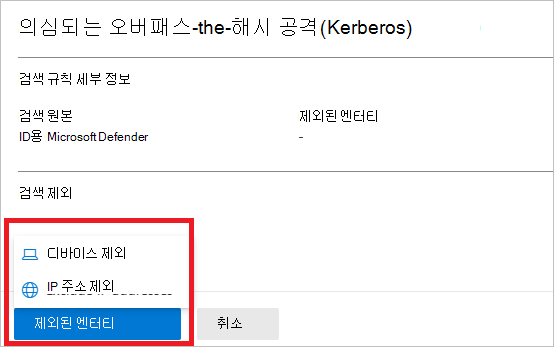 의심되는 오버패스-the-해시 공격(Kerberos)
검색 규칙 세부 정보
검색 원본
제외된 엔터티
ID용 Microsoft Defender
-
검색 제외
디바이스 제외
IP 주소 제외
제외된 엔터티
취소